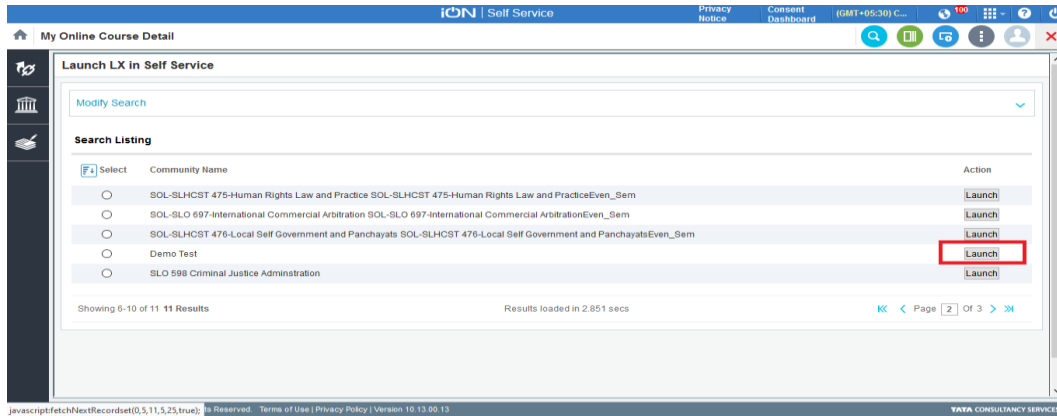 iON | Self Service
Privacy Notice
Consent Dashboard
(GMT+05:30) C...
100
My Online Course Detail
Launch LX in Self Service
Modify Search
Search Listing
Select Community Name Action
SOL-SLHCST 475-Human Rights Law and Practice SOL-SLHCST 475-Human Rights Law and PracticeEven_Sem Launch
SOL-SLO 697-International Commercial Arbitration SOL-SLO 697-International Commercial ArbitrationEven_Sem Launch
SOL-SLHCST 476-Local Self Government and Panchayats SOL-SLHCST 476-Local Self Government and PanchayatsEven_Sem Launch
Demo Test Launch
SLO 598 Criminal Justice Adminstration Launch
Showing 6-10 of 11 11 Results Results loaded in 2.851 secs Page 2 Of 3
javascript:fetchNextRecordset(0,5,11,5,25,true); ts Reserved. Terms of Use | Privacy Policy | Version 10.13.00.13 TATA CONSULTANCY SERVICE